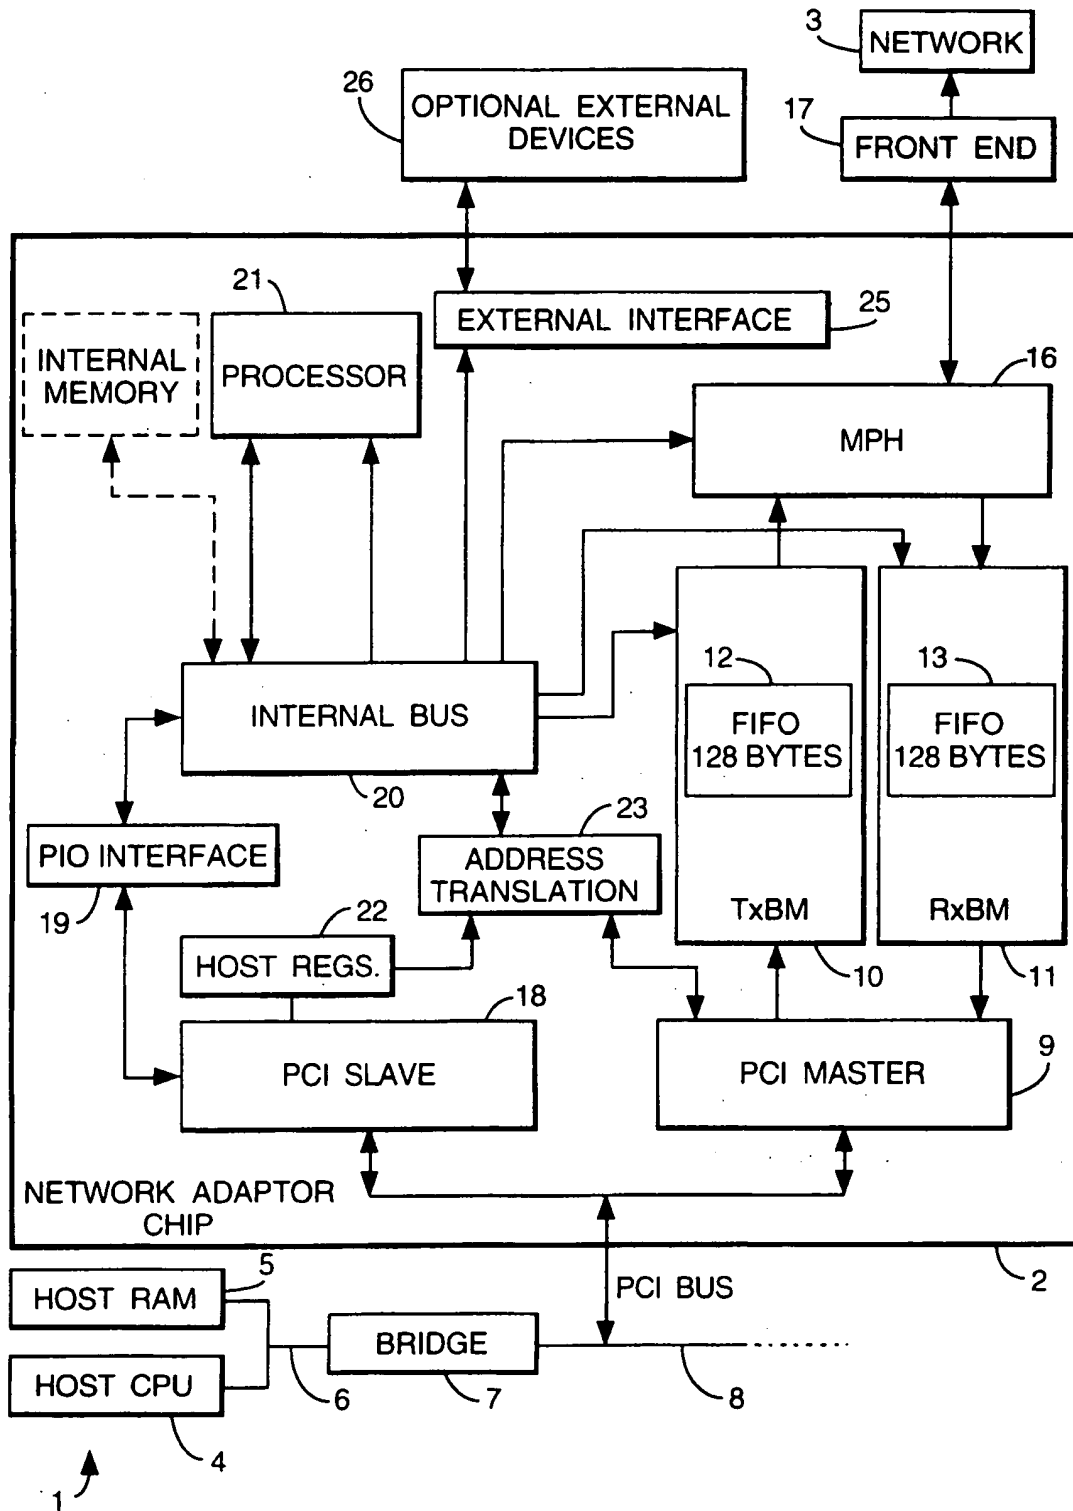 3
NETWORK
26
OPTIONAL EXTERNAL
DEVICES
17
FRONT END
21
EXTERNAL INTERFACE
25
INTERNAL
MEMORY
PROCESSOR
16
MPH
12
13
FIFO
128 BYTES
FIFO
128 BYTES
INTERNAL BUS
20
23
PIO INTERFACE
19
ADDRESS
TRANSLATION
22
TxBM
RxBM
HOST REGS.
10
11
18
PCI SLAVE
PCI MASTER
9
NETWORK ADAPTOR
CHIP
5
2
HOST RAM
PCI BUS
BRIDGE
HOST CPU
6
7
8
4
1